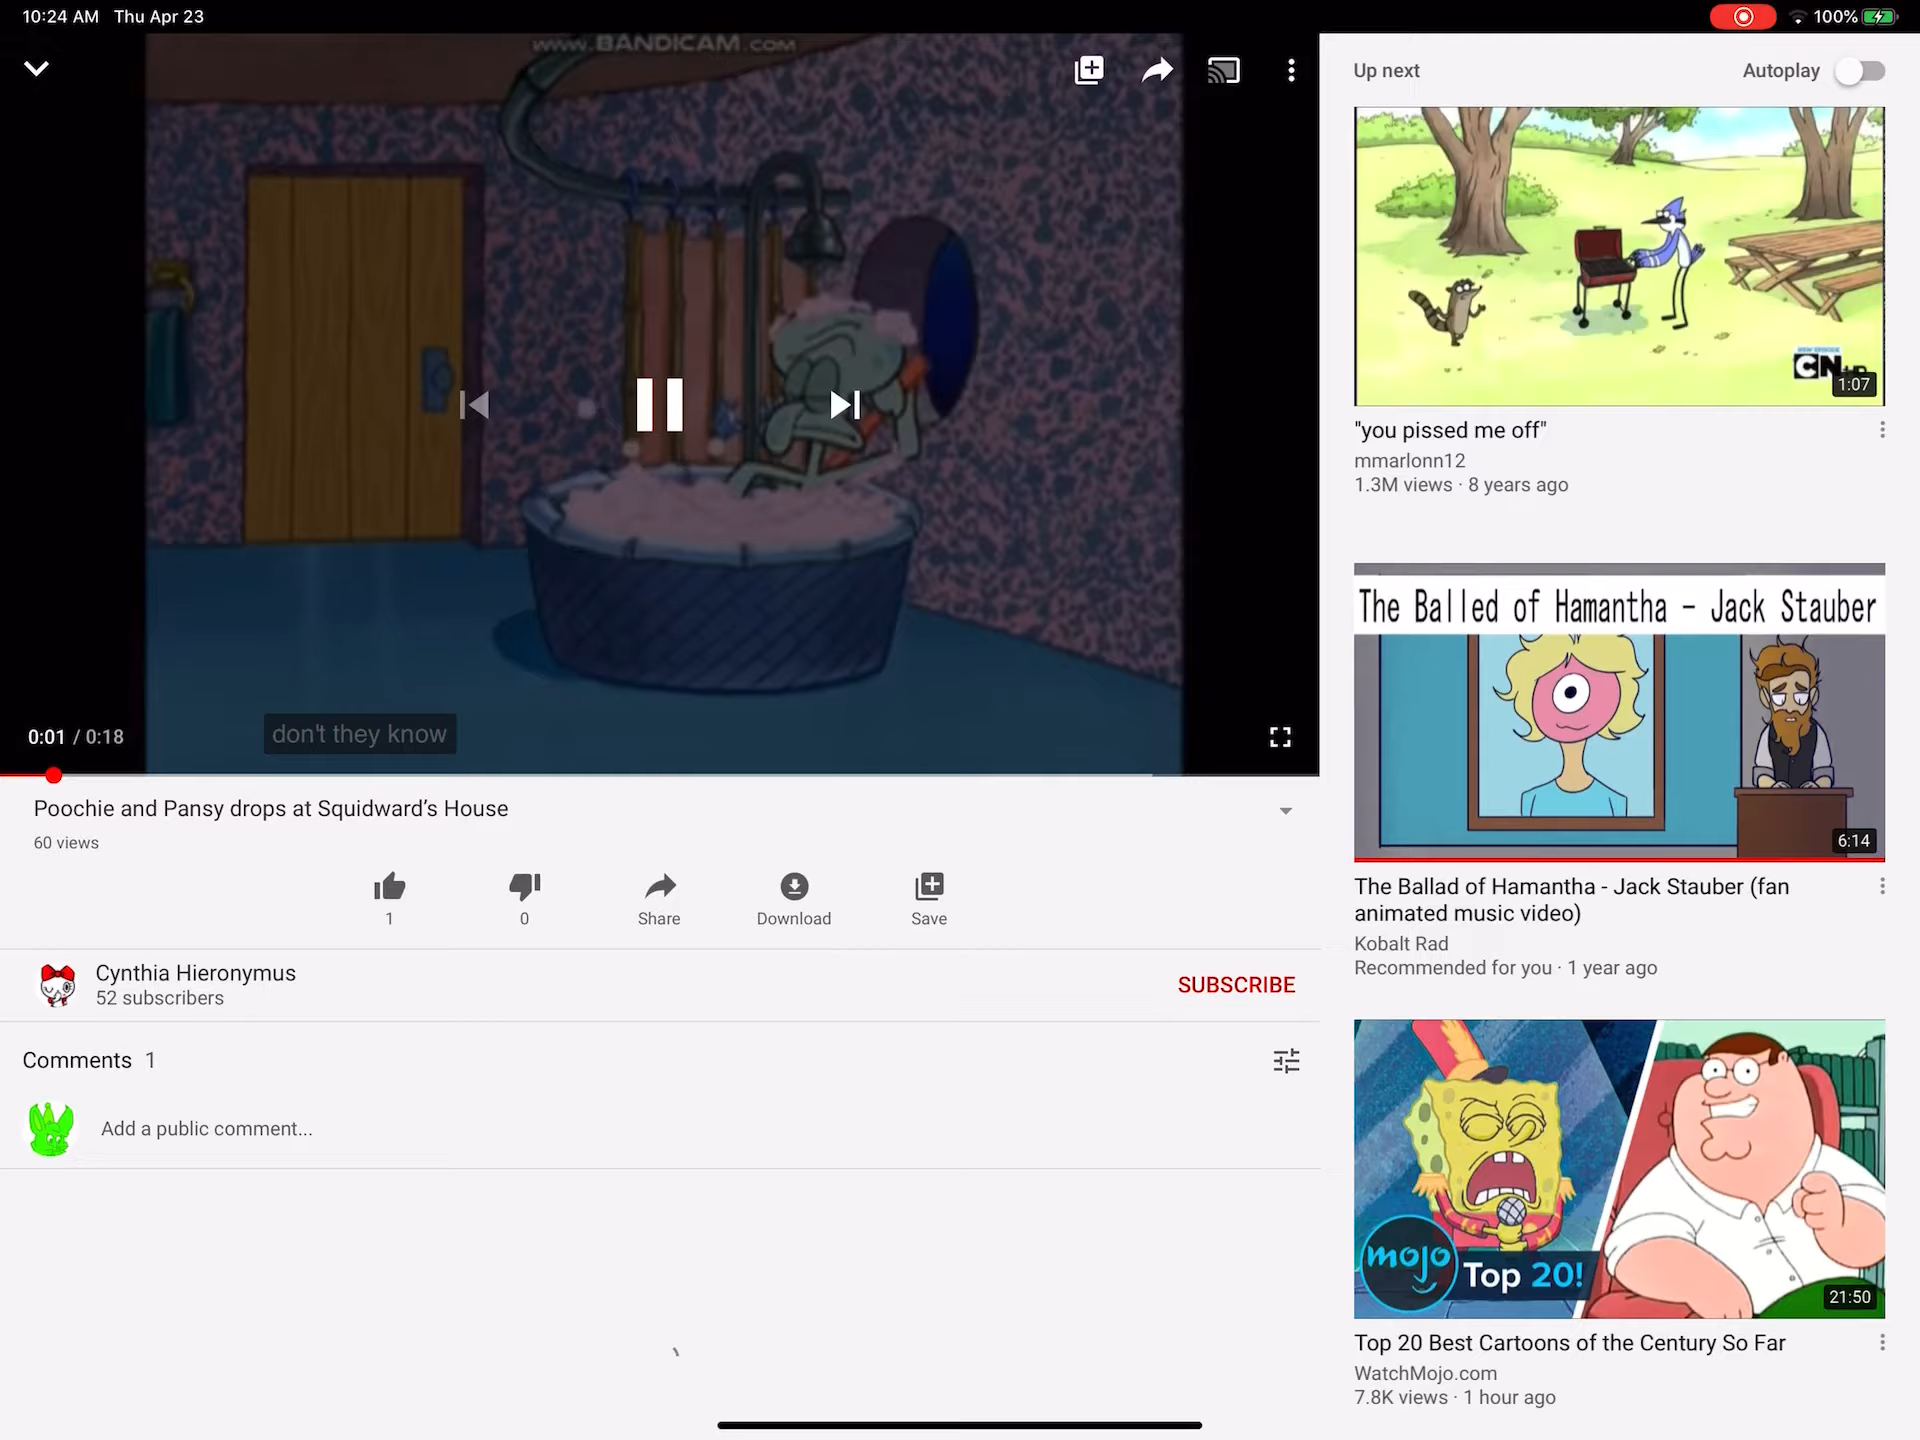 10:24 AM Thu Apr 23
100%
www.BANDICAM.COM
don't they know
0:01 / 0:18
Poochie and Pansy drops at Squidward’s House
60 views
1
0
Share
Download
Save
Cynthia Hieronymus
52 subscribers
SUBSCRIBE
Comments 1
Add a public comment...
Up next
Autoplay
NEW EPISODE
CN HD
1:07
"you pissed me off"
mmarlonn12
1.3M views · 8 years ago
The Balled of Hamantha - Jack Stauber
6:14
The Ballad of Hamantha - Jack Stauber (fan
animated music video)
Kobalt Rad
Recommended for you · 1 year ago
mojo
Top 20!
21:50
Top 20 Best Cartoons of the Century So Far
WatchMojo.com
7.8K views · 1 hour ago